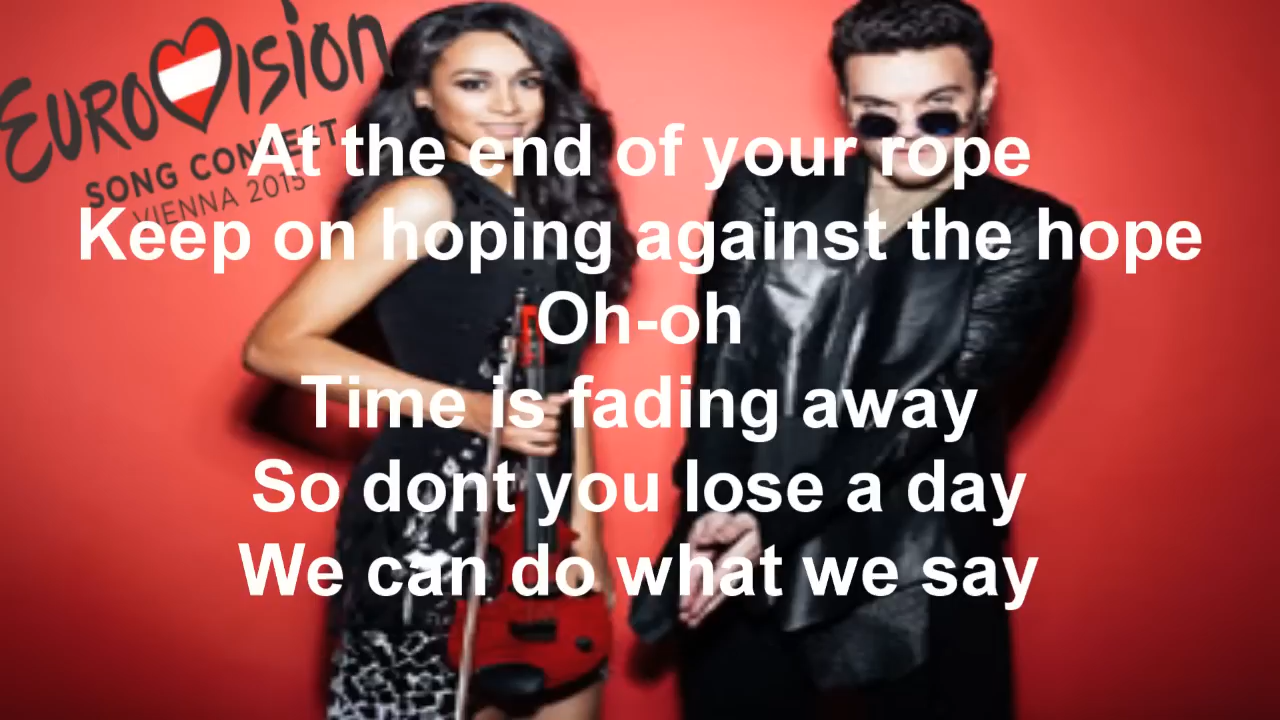 EUROVISION
SONG CONTEST
VIENNA 2015
At the end of your rope
Keep on hoping against the hope
Oh-oh
Time is fading away
So dont you lose a day
We can do what we say